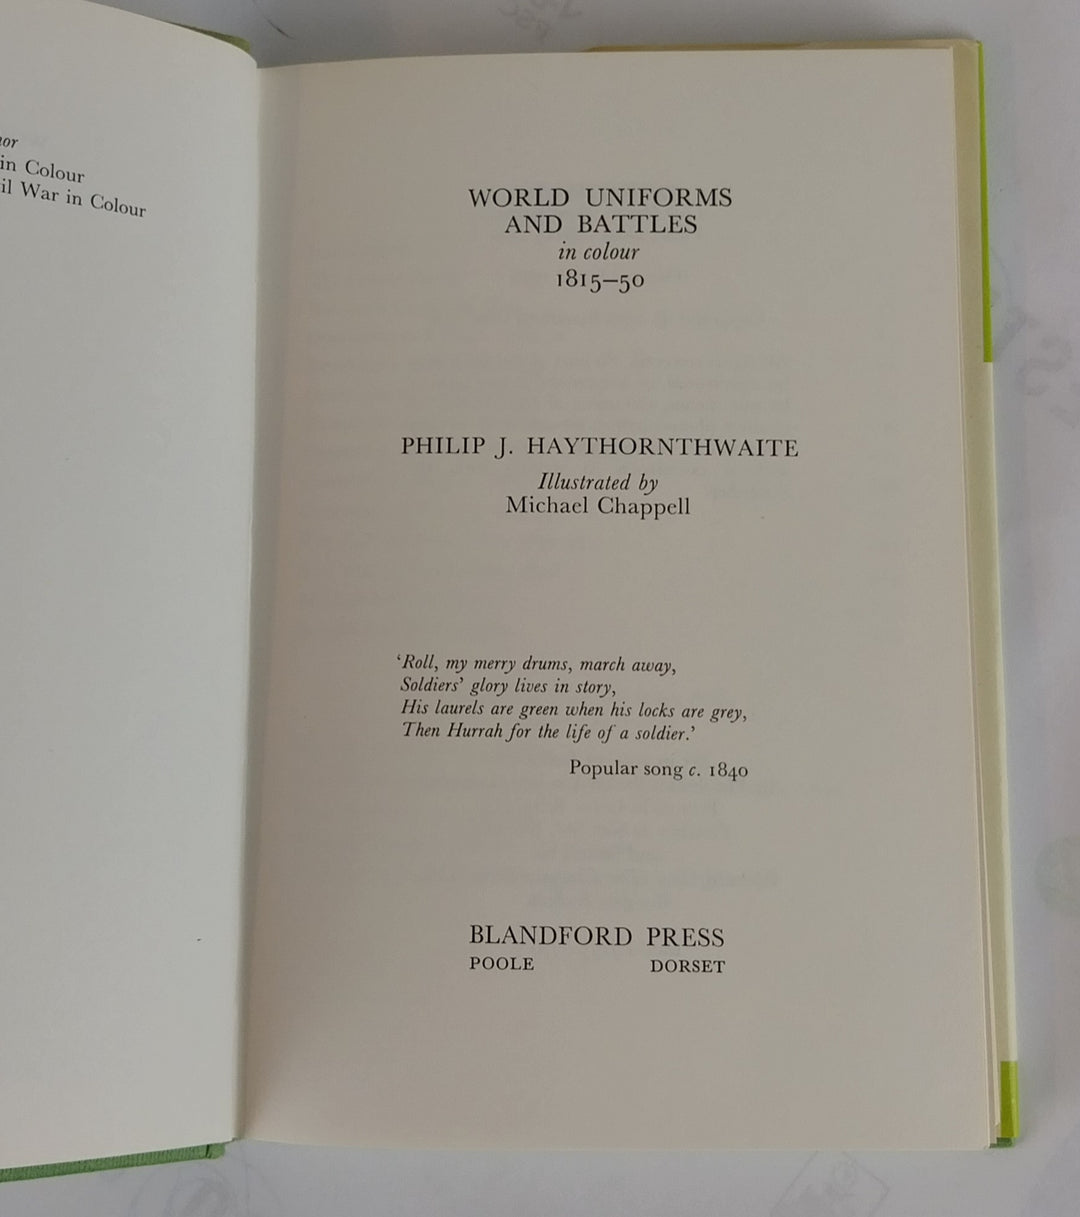 in Colour
War in Colour
WORLD UNIFORMS
AND BATTLES
in colour
1815–50
PHILIP J. HAYTHORNTHWAITE
Illustrated by
Michael Chappell
‘Roll, my merry drums, march away,
Soldiers’ glory lives in story,
His laurels are green when his locks are grey,
Then Hurrah for the life of a soldier.’
Popular song c. 1840
BLANDFORD PRESS
POOLE DORSET